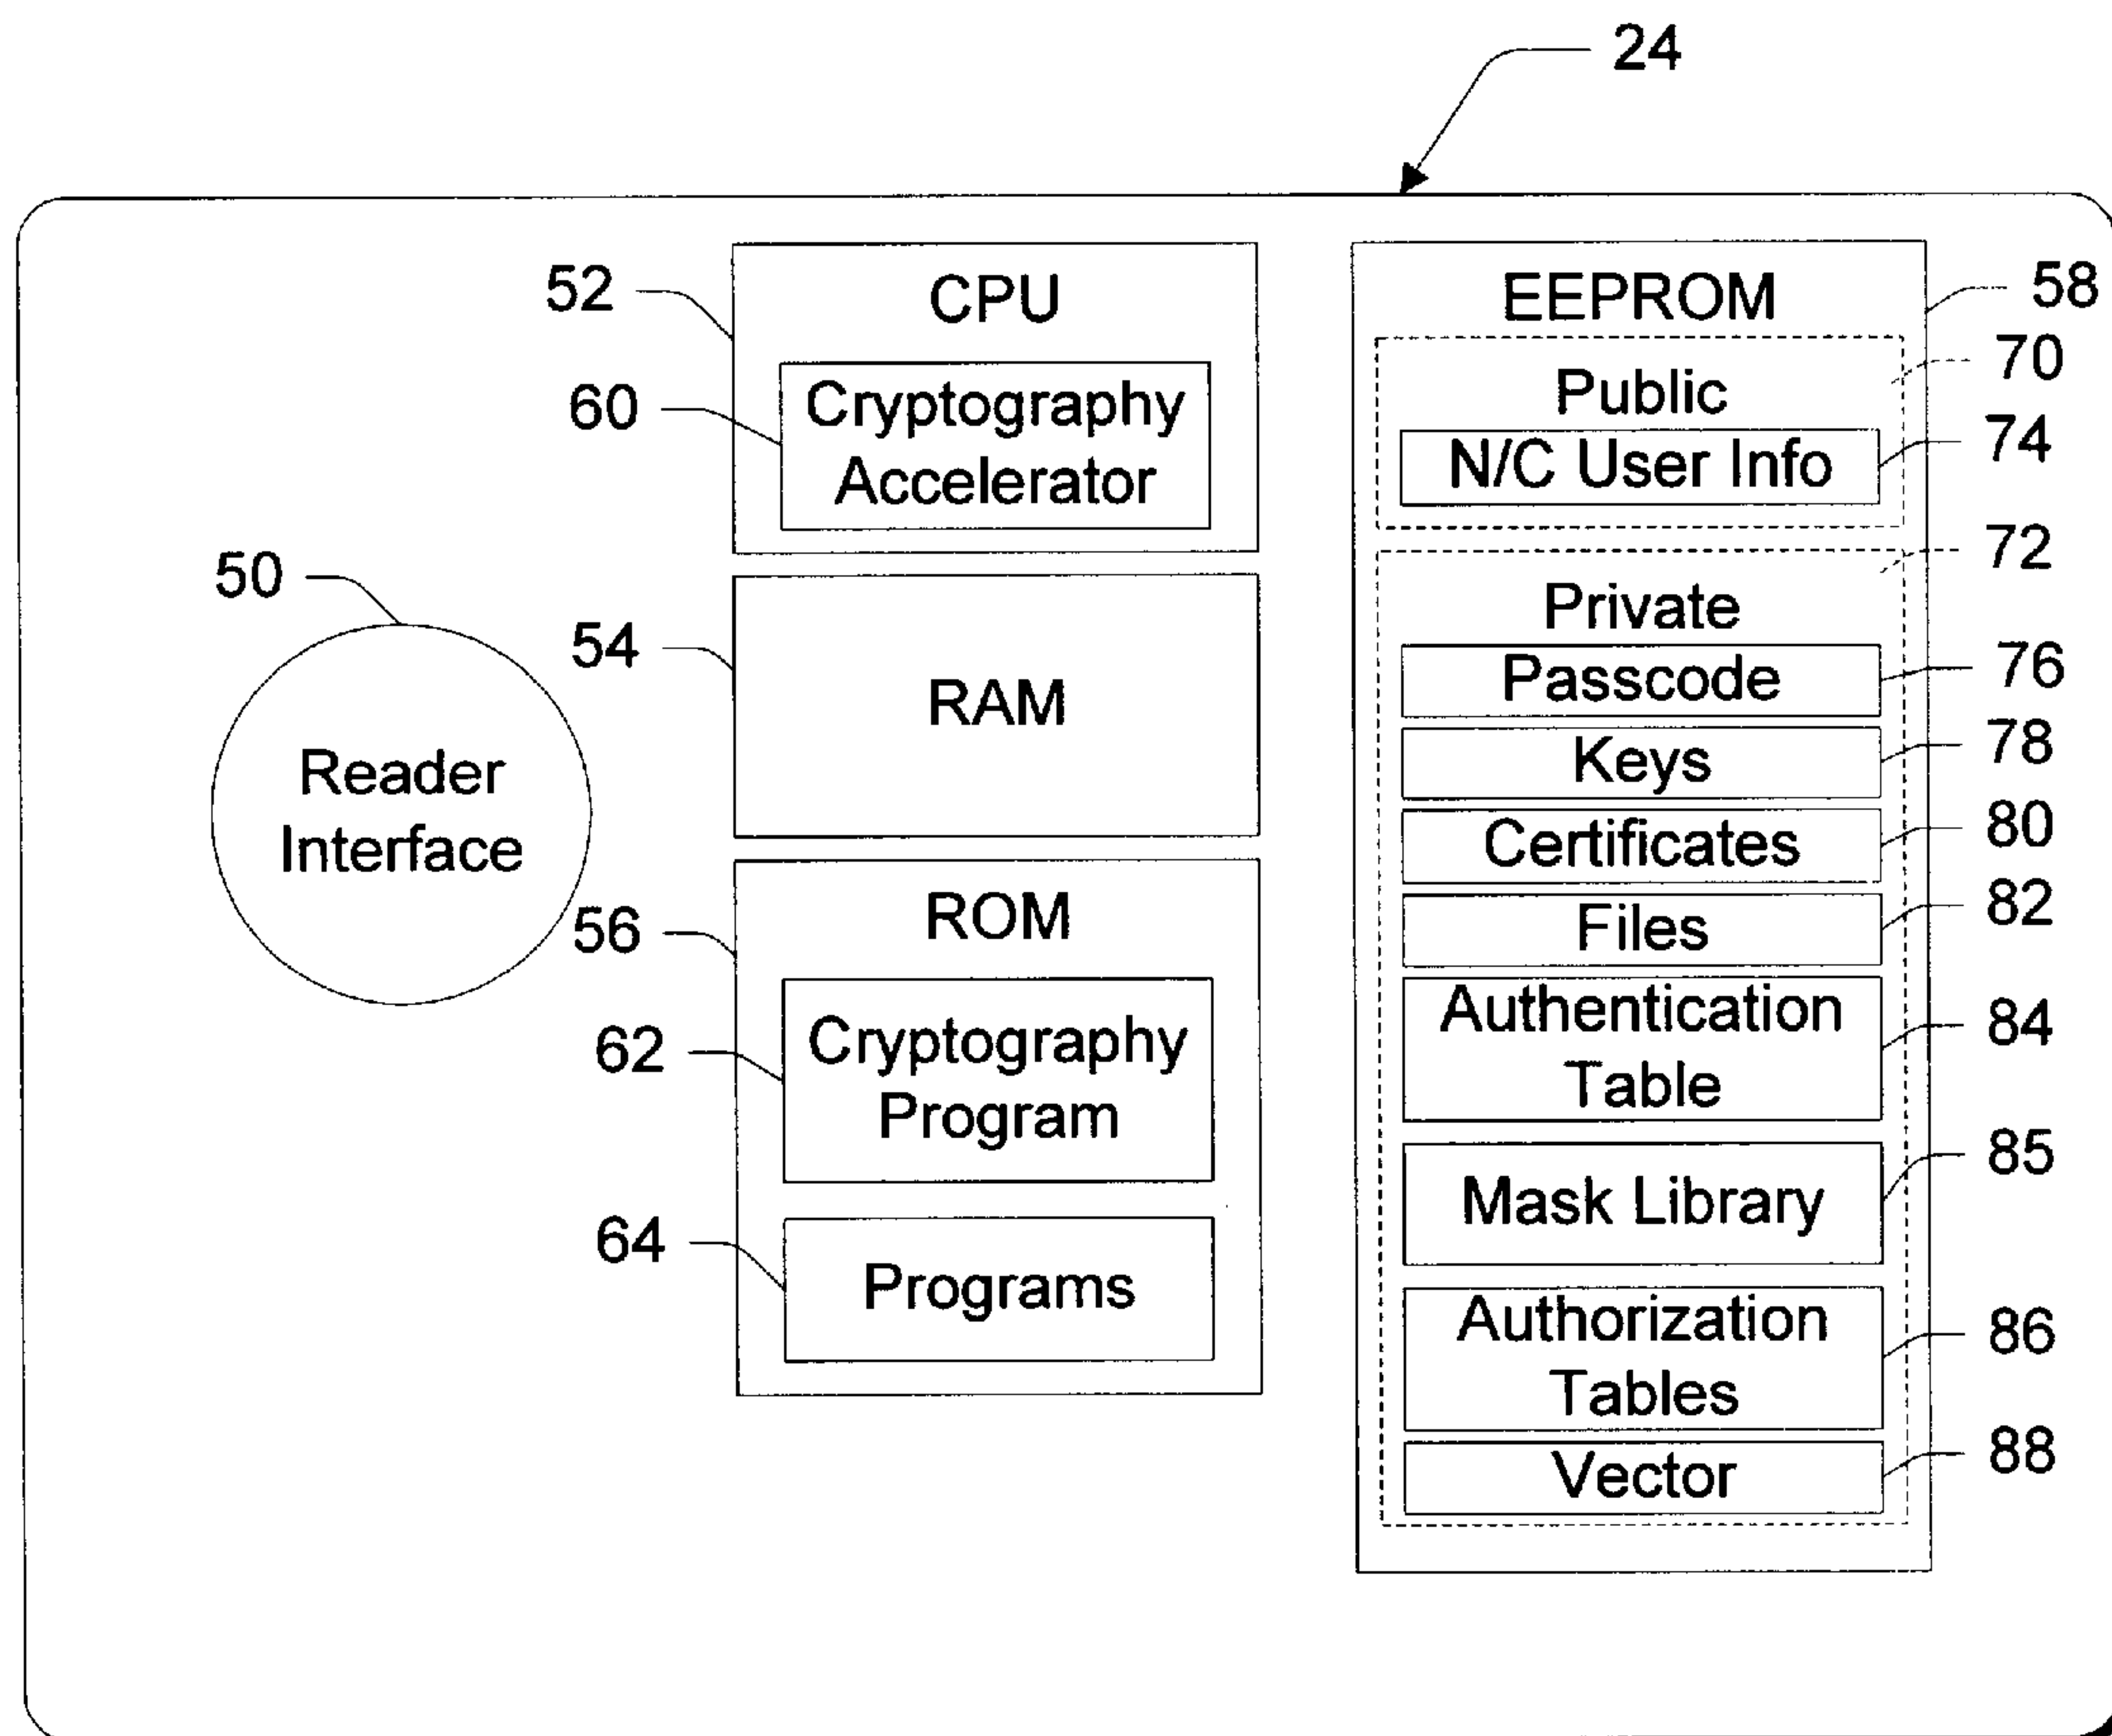 24
52
CPU
60
Cryptography
Accelerator
50
Reader
Interface
54
RAM
56
ROM
62
Cryptography
Program
64
Programs
EEPROM
58
Public
70
N/C User Info
74
Private
72
Passcode
76
Keys
78
Certificates
80
Files
82
Authentication
Table
84
Mask Library
85
Authorization
Tables
86
Vector
88